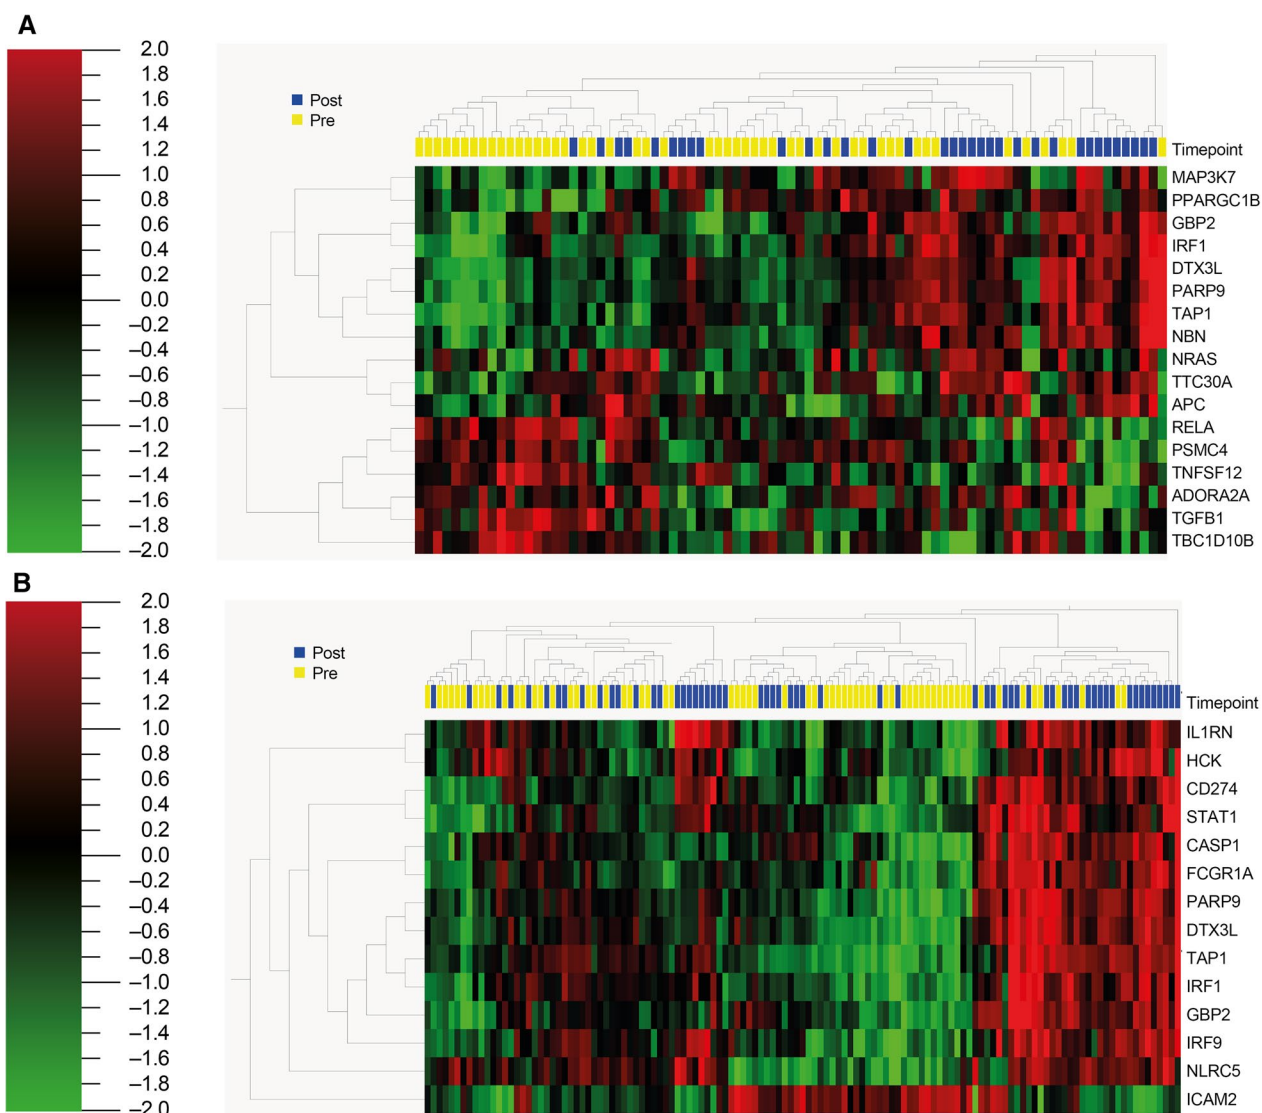 A
2.0
1.8
1.6
1.4
1.2
1.0
0.8
0.6
0.4
0.2
0.0
–0.2
–0.4
–0.6
–0.8
–1.0
–1.2
–1.4
–1.6
–1.8
–2.0
Post
Pre
Timepoint
MAP3K7
PPARGC1B
GBP2
IRF1
DTX3L
PARP9
TAP1
NBN
NRAS
TTC30A
APC
RELA
PSMC4
TNFSF12
ADORA2A
TGFB1
TBC1D10B
B
2.0
1.8
1.6
1.4
1.2
1.0
0.8
0.6
0.4
0.2
0.0
–0.2
–0.4
–0.6
–0.8
–1.0
–1.2
–1.4
–1.6
–1.8
–2.0
Post
Pre
Timepoint
IL1RN
HCK
CD274
STAT1
CASP1
FCGR1A
PARP9
DTX3L
TAP1
IRF1
GBP2
IRF9
NLRC5
ICAM2